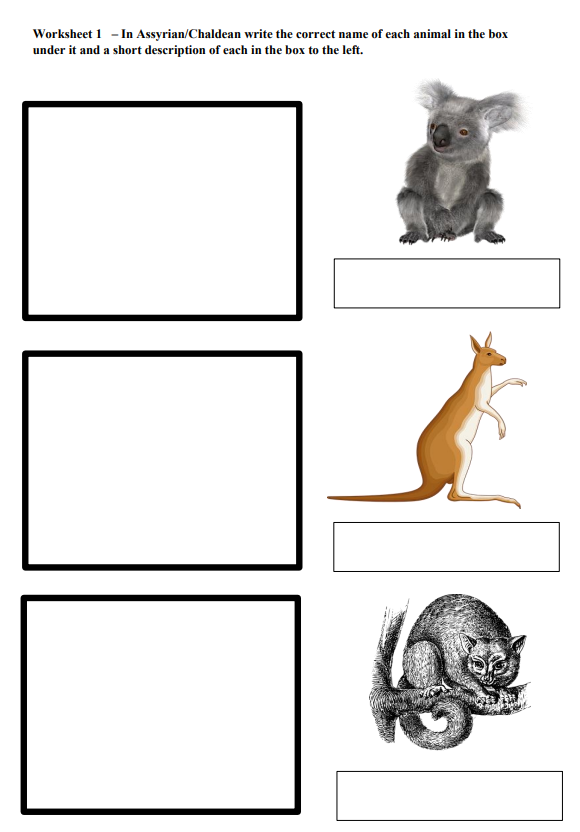 Worksheet 1 – In Assyrian/Chaldean write the correct name of each animal in the box
under it and a short description of each in the box to the left.